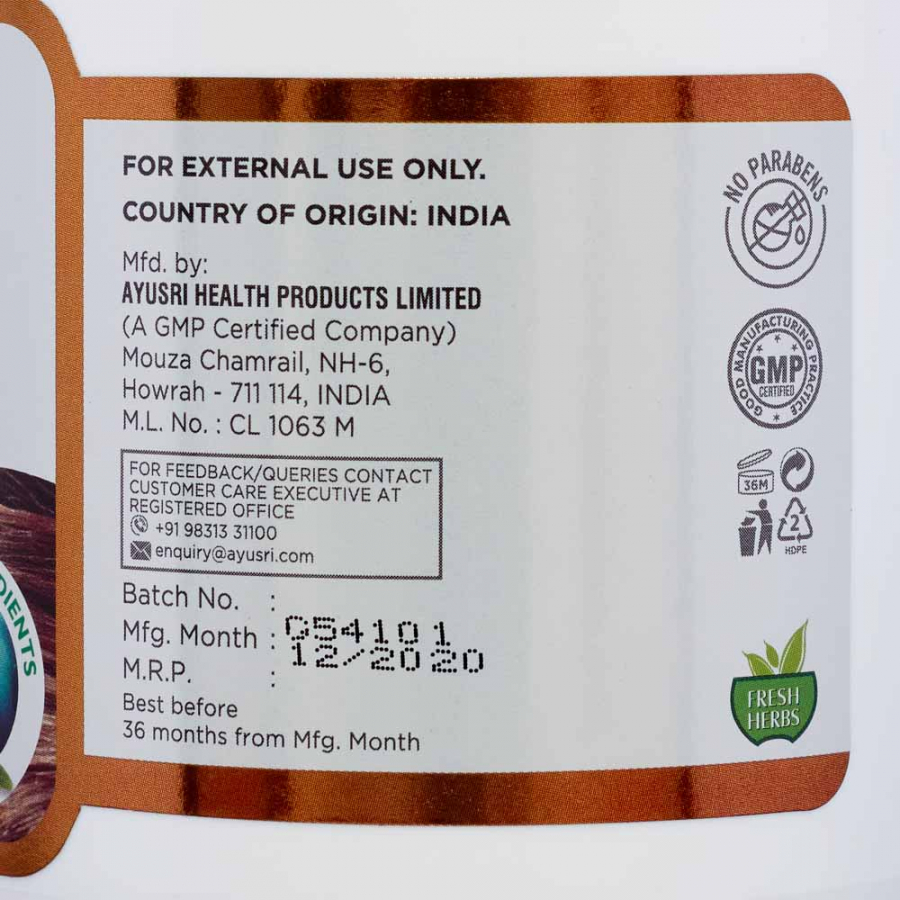 FOR EXTERNAL USE ONLY.
COUNTRY OF ORIGIN: INDIA
Mfd. by:
AYUSRI HEALTH PRODUCTS LIMITED
(A GMP Certified Company)
Mouza Chamrail, NH-6,
Howrah - 711 114, INDIA
M.L. No. : CL 1063 M
FOR FEEDBACK/QUERIES CONTACT
CUSTOMER CARE EXECUTIVE AT
REGISTERED OFFICE
+91 98313 31100
enquiry@ayusri.com
Batch No. :
Mfg. Month : G54101
12/2020
M.R.P. :
Best before
36 months from Mfg. Month
NO PARABENS
GOOD MANUFACTURING PRACTICE
GMP
CERTIFIED
36M
2
HDPE
FRESH
HERBS